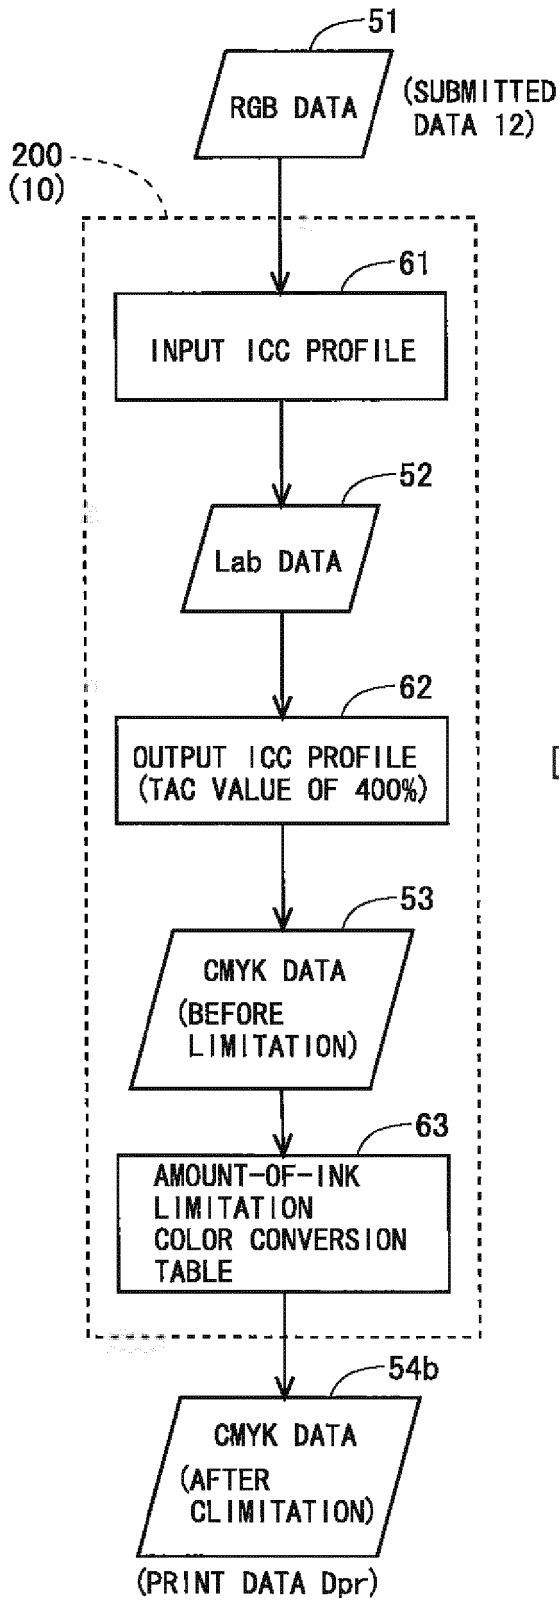 51
RGB DATA
(SUBMITTED
DATA 12)
200
(10)
61
INPUT ICC PROFILE
52
Lab DATA
62
OUTPUT ICC PROFILE
(TAC VALUE OF 400%)
53
CMYK DATA
(BEFORE
LIMITATION)
63
AMOUNT-OF-INK
LIMITATION
COLOR CONVERSION
TABLE
54b
CMYK DATA
(AFTER
CLIMITATION)
(PRINT DATA Dpr)